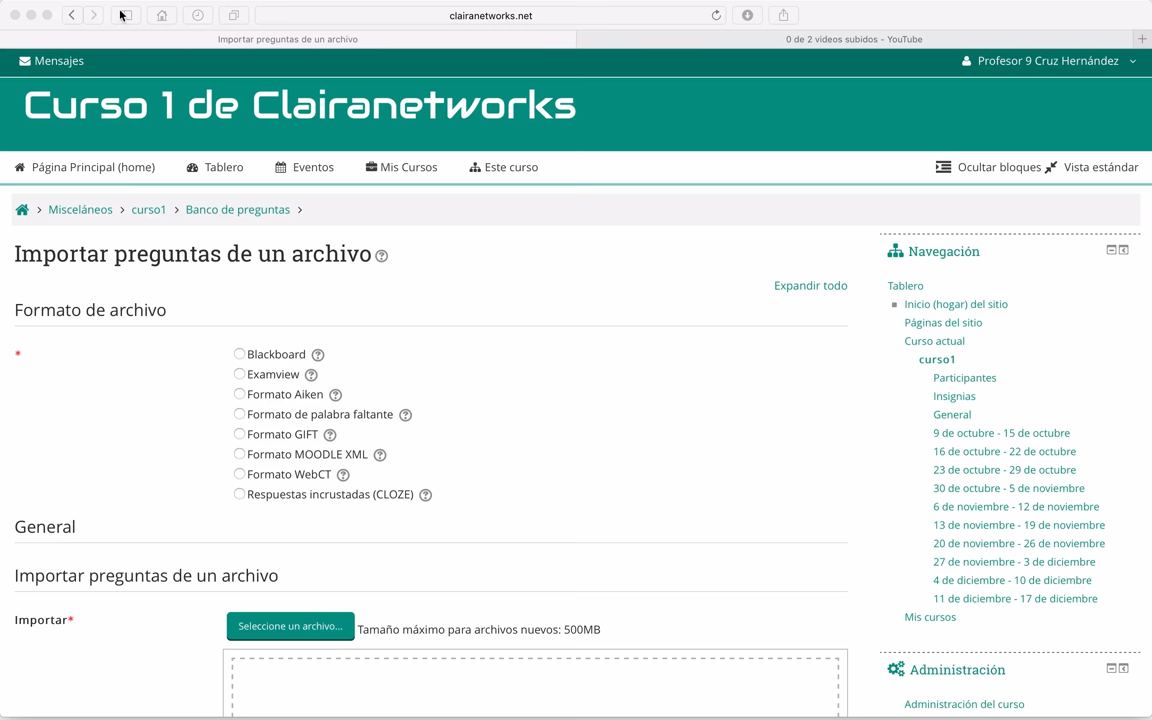 clairanetworks.net
Importar preguntas de un archivo
0 de 2 videos subidos - YouTube
Mensajes
Profesor 9 Cruz Hernández
Curso 1 de Clairanetworks
Página Principal (home)
Tablero
Eventos
Mis Cursos
Este curso
Ocultar bloques
Vista estándar
Misceláneos
curso1
Banco de preguntas
Importar preguntas de un archivo
Expandir todo
Formato de archivo
*
Blackboard
Examview
Formato Aiken
Formato de palabra faltante
Formato GIFT
Formato MOODLE XML
Formato WebCT
Respuestas incrustadas (CLOZE)
General
Importar preguntas de un archivo
Importar*
Seleccione un archivo...
Tamaño máximo para archivos nuevos: 500MB
Navegación
Tablero
Inicio (hogar) del sitio
Páginas del sitio
Curso actual
curso1
Participantes
Insignias
General
9 de octubre - 15 de octubre
16 de octubre - 22 de octubre
23 de octubre - 29 de octubre
30 de octubre - 5 de noviembre
6 de noviembre - 12 de noviembre
13 de noviembre - 19 de noviembre
20 de noviembre - 26 de noviembre
27 de noviembre - 3 de diciembre
4 de diciembre - 10 de diciembre
11 de diciembre - 17 de diciembre
Mis cursos
Administración
Administración del curso